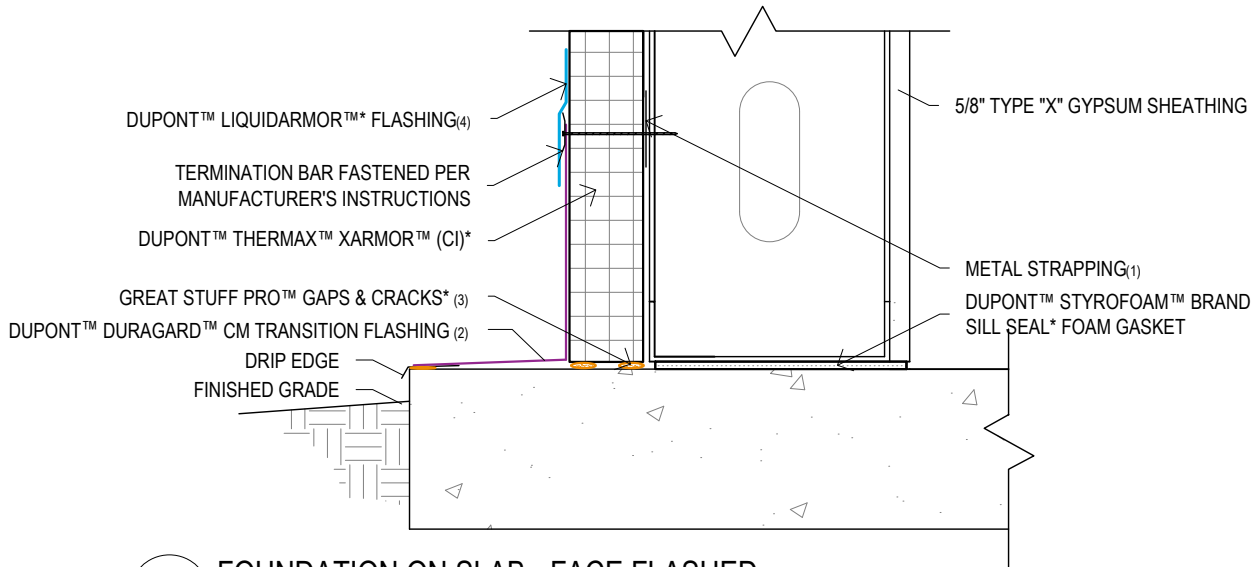 DUPONT™ LIQUIDARMOR™* FLASHING(4)
TERMINATION BAR FASTENED PER
MANUFACTURER'S INSTRUCTIONS
DUPONT™ THERMAX™ XARMOR™ (CI)*
GREAT STUFF PRO™ GAPS & CRACKS* (3)
DUPONT™ DURAGARD™ CM TRANSITION FLASHING (2)
DRIP EDGE
FINISHED GRADE
5/8" TYPE "X" GYPSUM SHEATHING
METAL STRAPPING(1)
DUPONT™ STYROFOAM™ BRAND
SILL SEAL* FOAM GASKET
FOUNDATION ON SLAB - FACE FLASHED